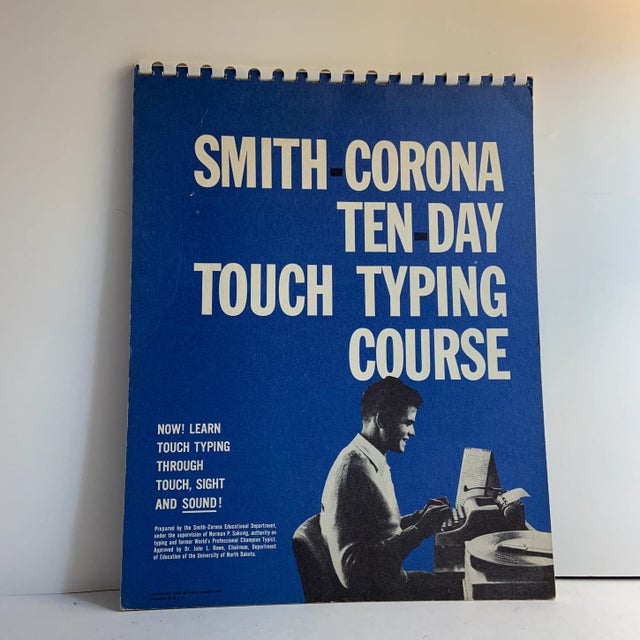 SMITH-CORONA
TEN-DAY
TOUCH TYPING
COURSE
NOW! LEARN
TOUCH TYPING
THROUGH
TOUCH, SIGHT
AND SOUND!
Prepared by the Smith-Corona Educational Department,
under the supervision of Norman P. Saksvig, authority on
typing and former World's Professional Champion Typist.
Approved by Dr. John L. Rowe, Chairman, Department
of Education of the University of North Dakota.